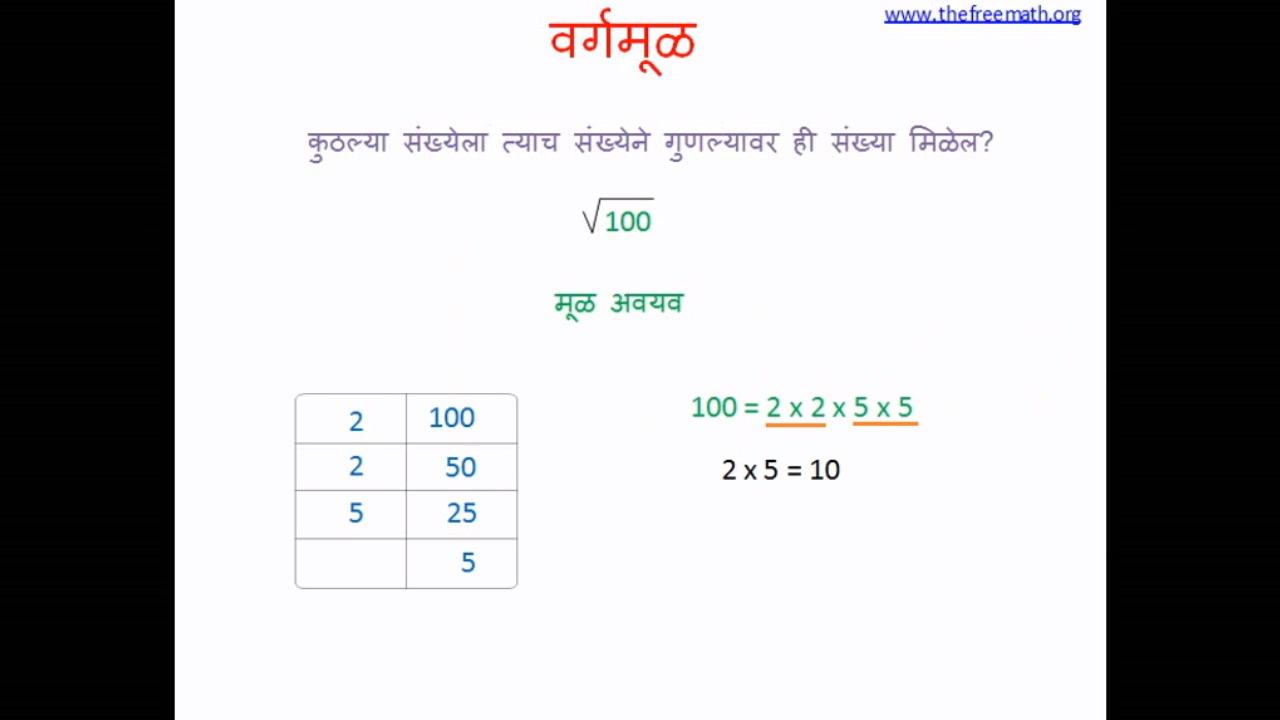 www.thefreemath.org
वर्गमूळ
कुठल्या संख्येला त्याच संख्येने गुणल्यावर ही संख्या मिळेल?
√100
मूळ अवयव
2 100
2 50
5 25
5
100 = 2 x 2 x 5 x 5
2 x 5 = 10